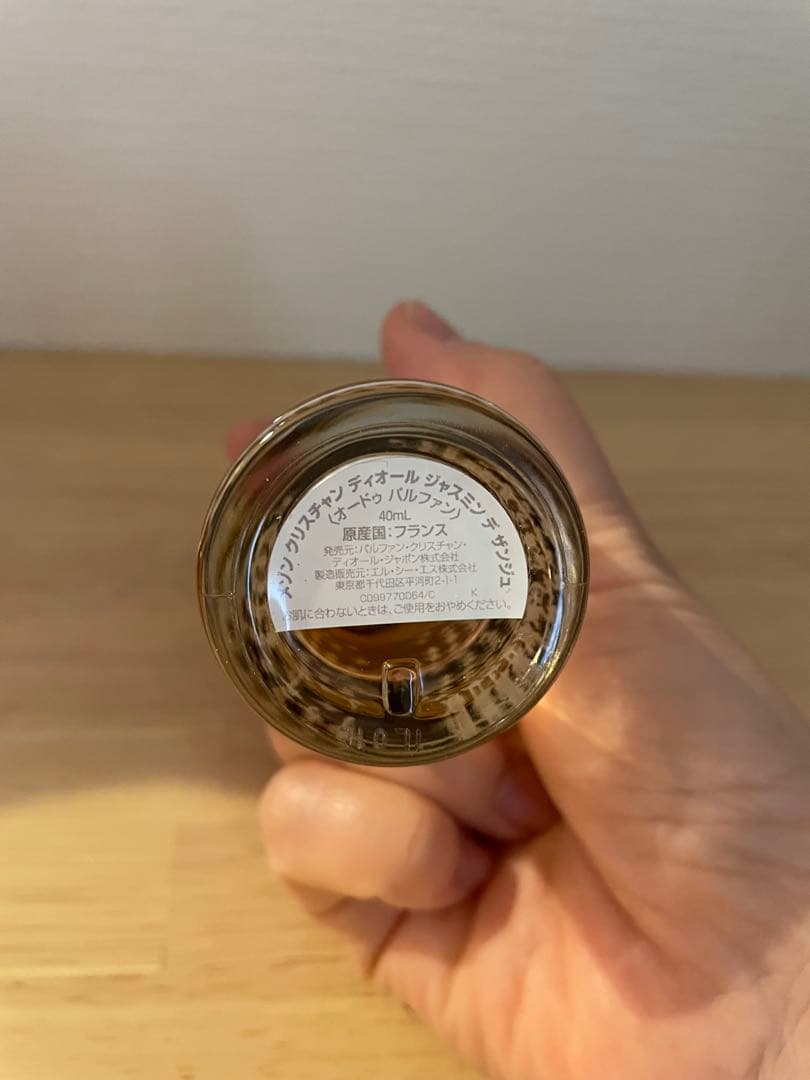 メゾン クリスチャン ディオール ジャスミン デ ザンジュ
〈オードゥ パルファン〉
40mL
原産国：フランス
発売元：パルファン・クリスチャン・
ディオール・ジャポン株式会社
製造販売元：エル・シー・エス株式会社
東京都千代田区平河町2-1-1
CD99770064/C K
お肌に合わないときは、ご使用をおやめください。